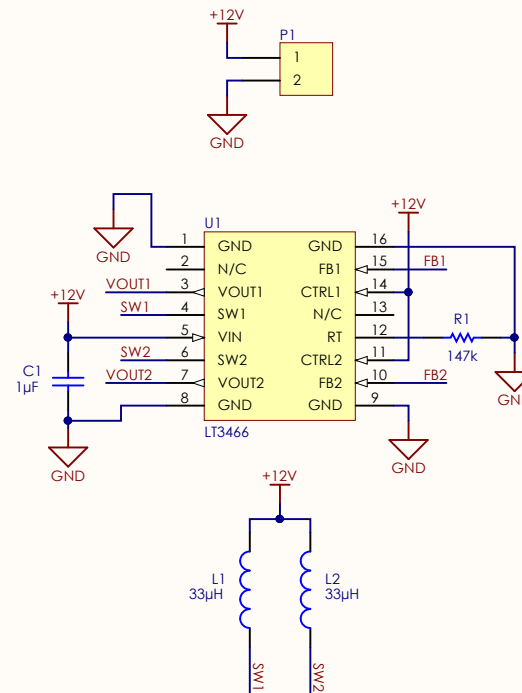 +12V
P1
1
2
GND
+12V
U1
1 GND GND 16
GND
2 N/C FB1 15 FB1
VOUT1 3 VOUT1 CTRL1 14
+12V
SW1 4 SW1 N/C 13
5 VIN RT 12 R1
147k
SW2 6 SW2 CTRL2 11
C1
1µF
VOUT2 7 VOUT2 FB2 10 FB2
8 GND GND 9
GN
LT3466
GND
GND
+12V
L1
33µH
L2
33µH
SW1
SW2